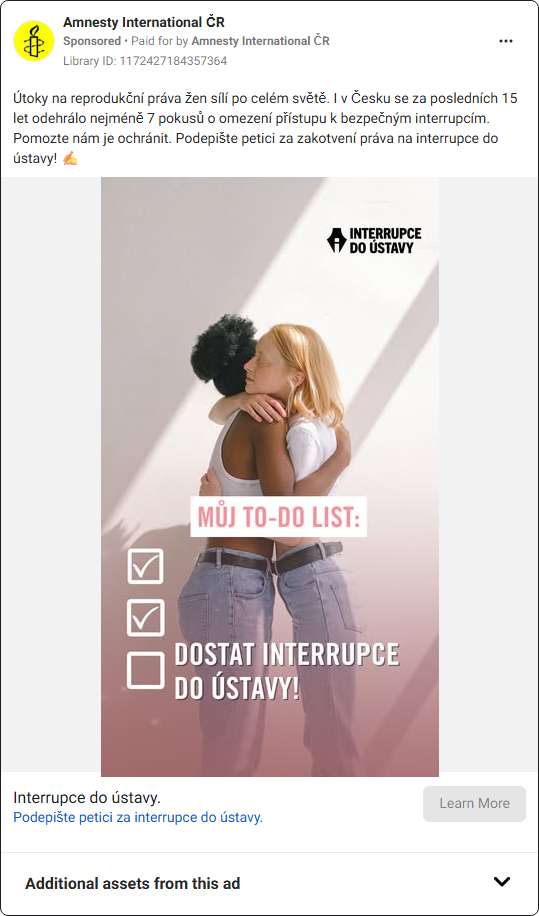 Amnesty International ČR
Sponsored • Paid for by Amnesty International ČR
Library ID: 1172427184357364
Útoky na reprodukční práva žen sílí po celém světě. I v Česku se za posledních 15
let odehrálo nejméně 7 pokusů o omezení přístupu k bezpečným interrupcím.
Pomozte nám je ochránit. Podepište petici za zakotvení práva na interrupce do
ústavy! ✍️
INTERRUPCE
DO ÚSTAVY
MŮJ TO-DO LIST:
DOSTAT INTERRUPCE
DO ÚSTAVY!
Interrupce do ústavy.
Podepište petici za interrupce do ústavy.
Learn More
Additional assets from this ad